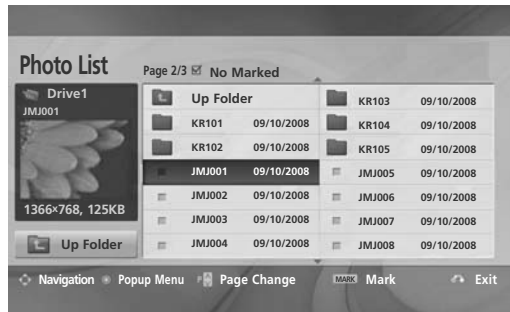 Photo List
Page 2/3 No Marked
Drive1
JMJ001
1366×768, 125KB
Up Folder
Up Folder
KR101 09/10/2008
KR102 09/10/2008
JMJ001 09/10/2008
JMJ002 09/10/2008
JMJ003 09/10/2008
JMJ004 09/10/2008
KR103 09/10/2008
KR104 09/10/2008
KR105 09/10/2008
JMJ005 09/10/2008
JMJ006 09/10/2008
JMJ007 09/10/2008
JMJ008 09/10/2008
Navigation Popup Menu P Page Change MARK Mark Exit